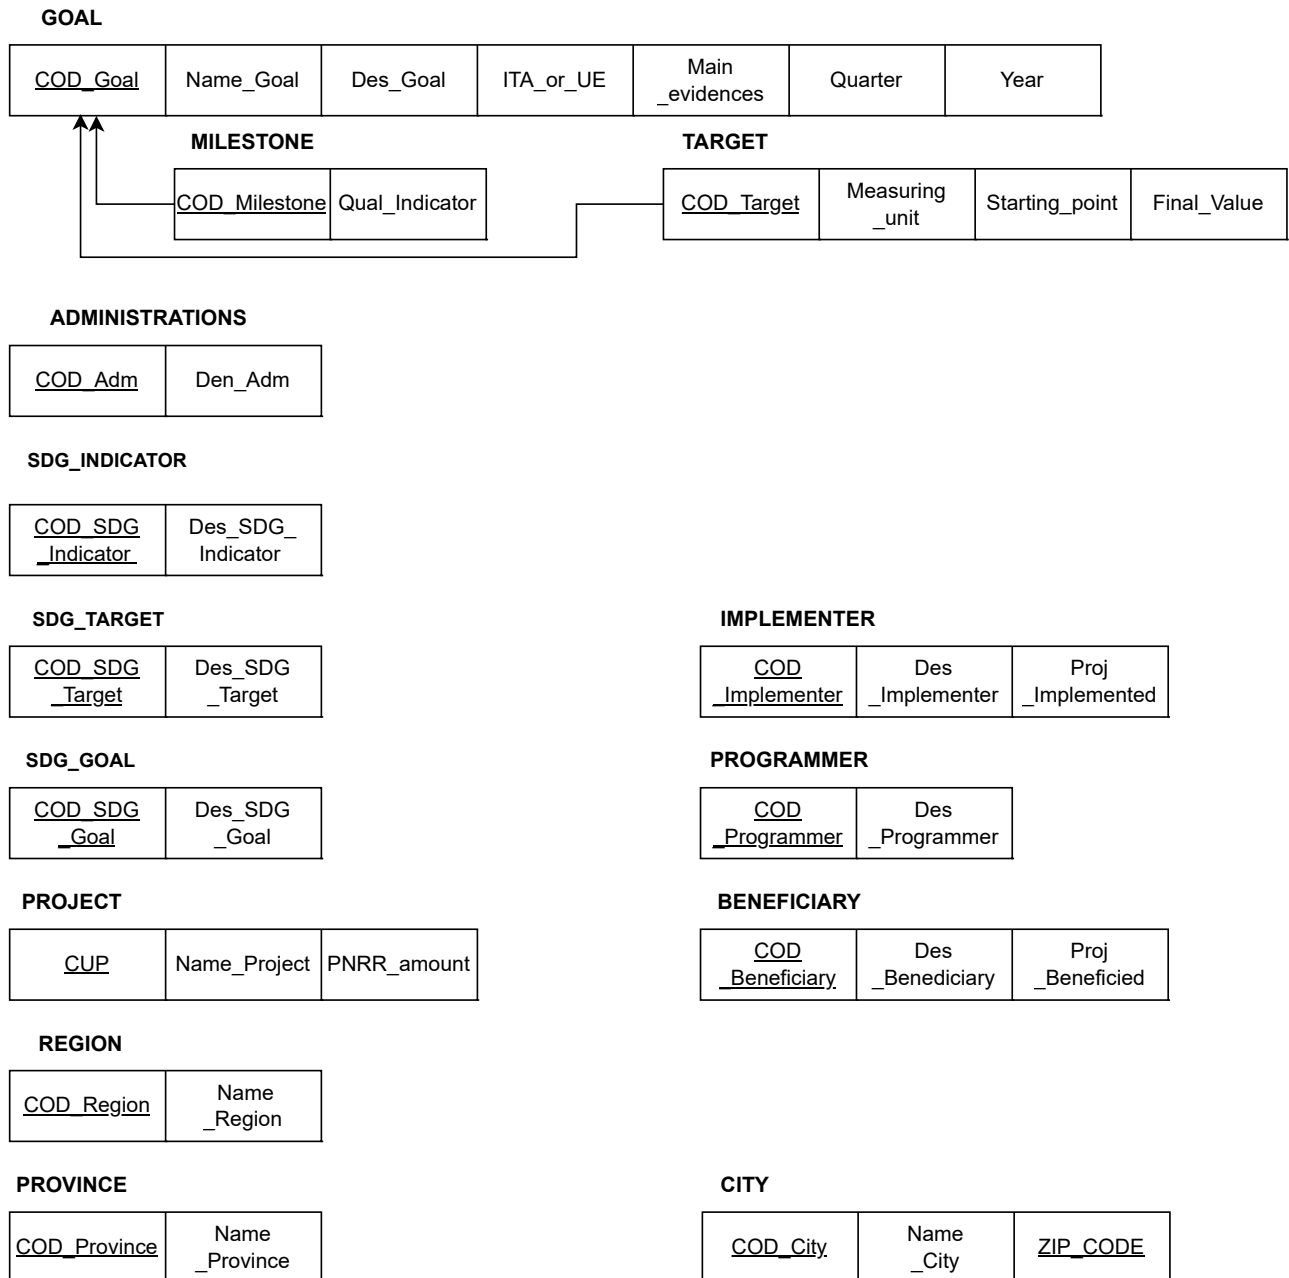 GOAL
COD_Goal
Name_Goal
Des_Goal
ITA_or_UE
Main
_evidences
Quarter
Year
MILESTONE
TARGET
COD_Milestone
Qual_Indicator
COD_Target
Measuring
_unit
Starting_point
Final_Value
ADMINISTRATIONS
COD_Adm
Den_Adm
SDG_INDICATOR
COD_SDG
_Indicator
Des_SDG_
Indicator
SDG_TARGET
COD_SDG
_Target
Des_SDG
_Target
IMPLEMENTER
COD
_Implementer
Des
_Implementer
Proj
_Implemented
SDG_GOAL
COD_SDG
_Goal
Des_SDG
_Goal
PROGRAMMER
COD
_Programmer
Des
_Programmer
PROJECT
CUP
Name_Project
PNRR_amount
BENEFICIARY
COD
_Beneficiary
Des
_Benediciary
Proj
_Beneficied
REGION
COD_Region
Name
_Region
PROVINCE
COD_Province
Name
_Province
CITY
COD_City
Name
_City
ZIP_CODE